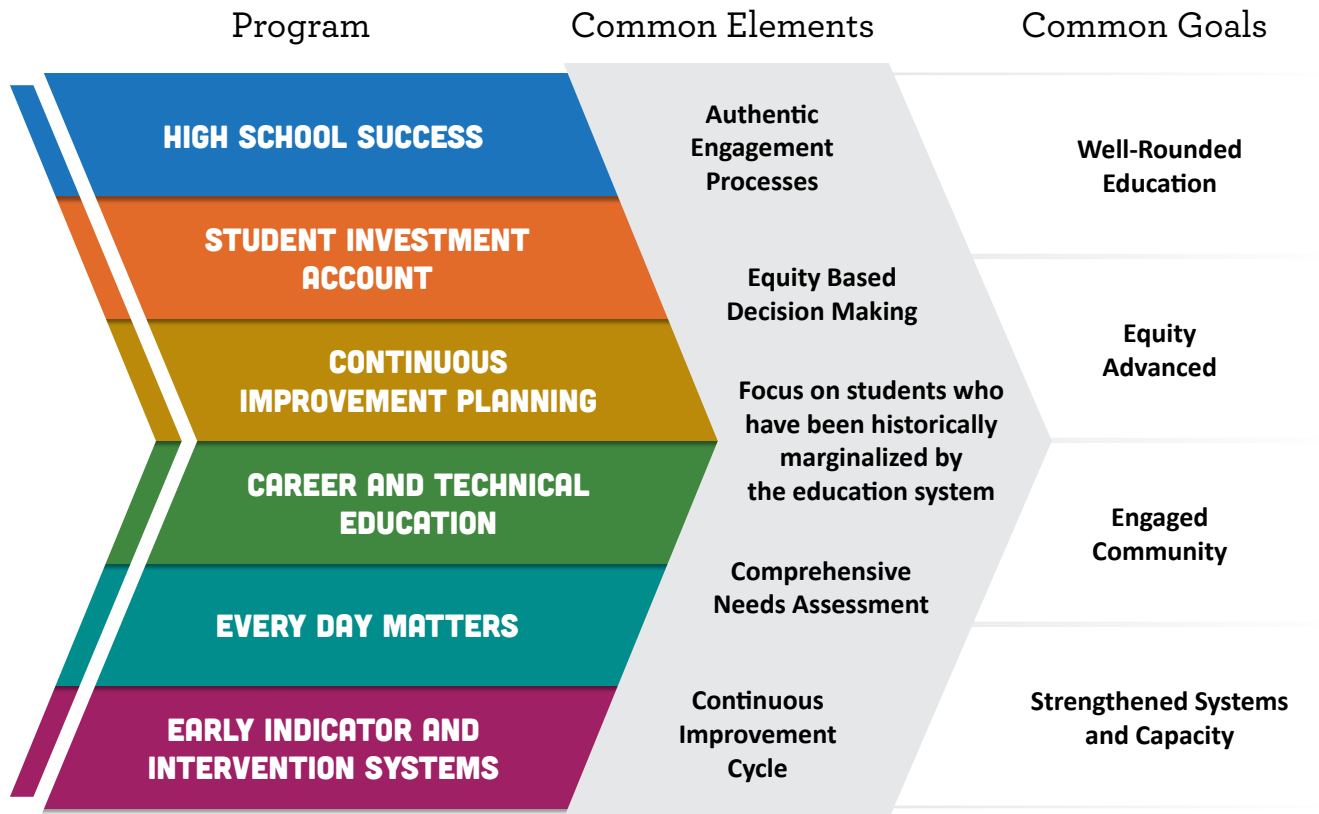 Program
Common Elements
Common Goals
HIGH SCHOOL SUCCESS
STUDENT INVESTMENT
ACCOUNT
CONTINUOUS
IMPROVEMENT PLANNING
CAREER AND TECHNICAL
EDUCATION
EVERY DAY MATTERS
EARLY INDICATOR AND
INTERVENTION SYSTEMS
Authentic
Engagement
Processes
Equity Based
Decision Making
Focus on students who
have been historically
marginalized by
the education system
Comprehensive
Needs Assessment
Continuous
Improvement
Cycle
Well-Rounded
Education
Equity
Advanced
Engaged
Community
Strengthened Systems
and Capacity